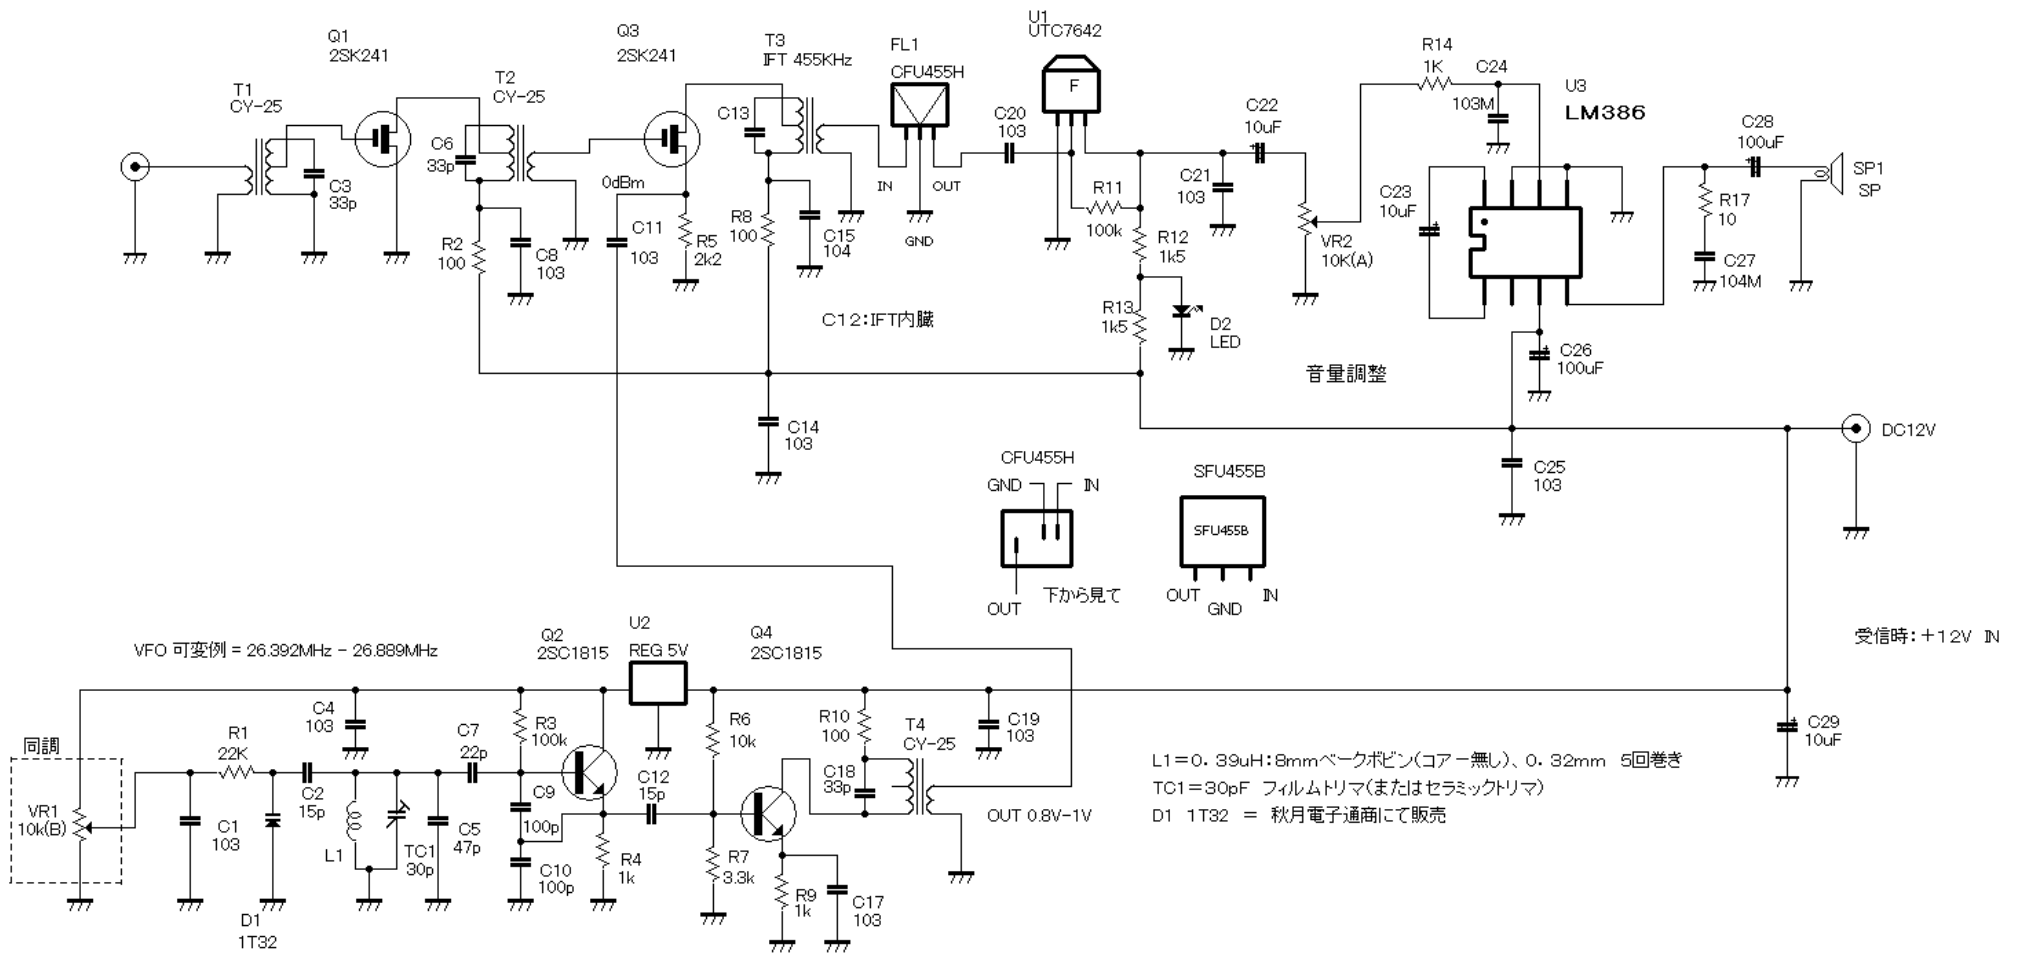 Q1
2SK241
Q3
2SK241
T3
IFT 455KHz
FL1
CFU455H
U1
UTC7642
F
R14
1K
C24
103M
U3
LM386
T1
CY-25
T2
CY-25
C13
C20
103
C22
10uF
C28
100uF
C6
33p
C3
33p
0dBm
IN
OUT
GND
R11
100k
C21
103
C23
10uF
SP1
SP
R17
10
C27
104M
R2
100
C8
103
C11
103
R5
2k2
R8
100
C15
104
R12
1k5
VR2
10K(A)
C12:IFT内臓
R13
1k5
D2
LED
C26
100uF
音量調整
C14
103
DC12V
CFU455H
GND
IN
OUT
下から見て
SFU455B
SFU455B
OUT
GND
IN
C25
103
受信時:+12V IN
VFO 可変例 = 26.392MHz - 26.889MHz
Q2
2SC1815
U2
REG 5V
Q4
2SC1815
C4
103
R1
22K
C7
22p
R3
100k
R6
10k
R10
100
T4
CY-25
C19
103
C29
10uF
同調
VR1
10k(B)
C1
103
C2
15p
L1
TC1
30p
C5
47p
C9
100p
C10
100p
C12
15p
R4
1k
R7
3.3k
C18
33p
OUT 0.8V-1V
R9
1k
C17
103
D1
1T32
L1=0.39uH:8mmベークボビン(コアー無し)、0.32mm 5回巻き
TC1=30pF フィルムトリマ(またはセラミックトリマ)
D1 1T32 = 秋月電子通商にて販売